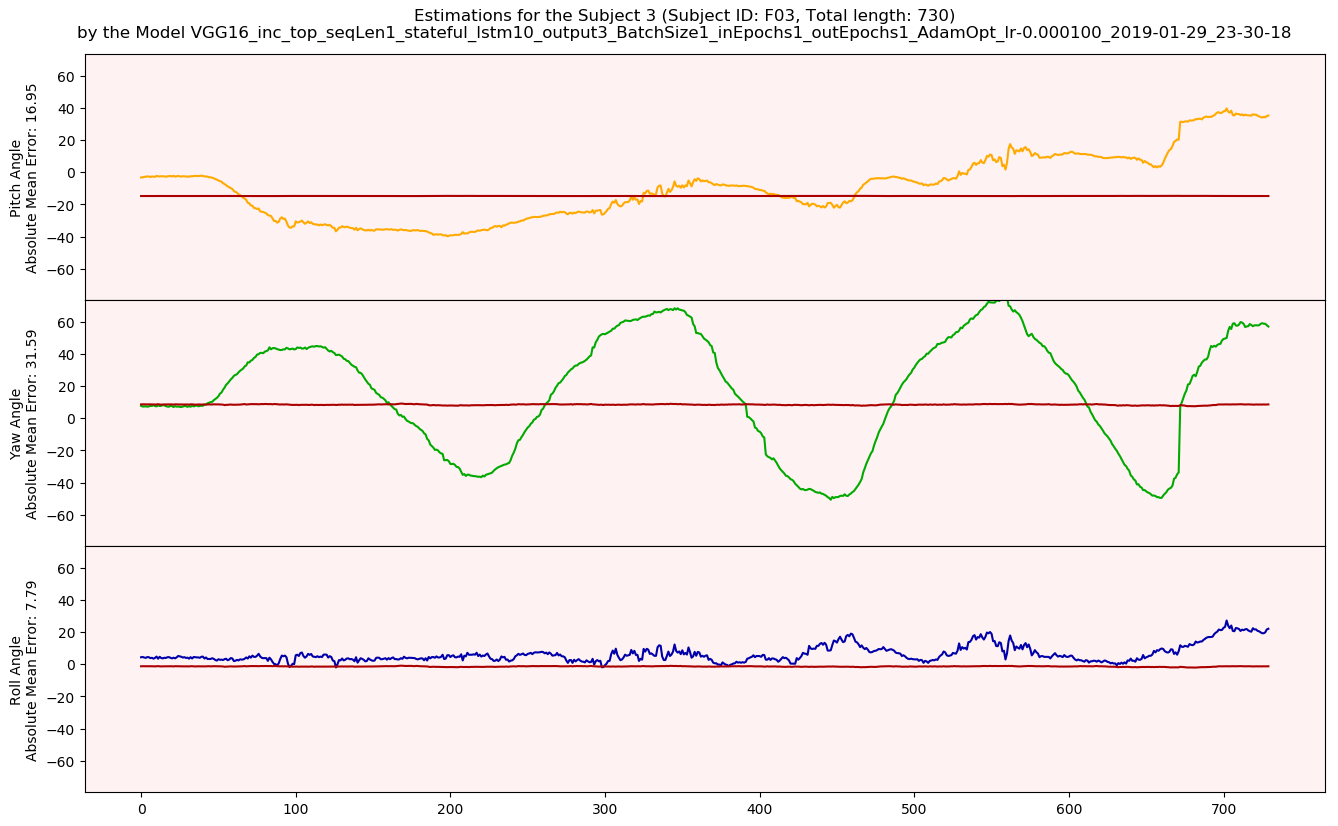 Estimations for the Subject 3 (Subject ID: F03, Total length: 730)
by the Model VGG16_inc_top_seqLen1_stateful_lstm10_output3_BatchSize1_inEpochs1_outEpochs1_AdamOpt_lr-0.000100_2019-01-29_23-30-18
Pitch Angle
Absolute Mean Error: 16.95
60
40
20
0
−20
−40
−60
Yaw Angle
Absolute Mean Error: 31.59
60
40
20
0
−20
−40
−60
Roll Angle
Absolute Mean Error: 7.79
60
40
20
0
−20
−40
−60
0 100 200 300 400 500 600 700